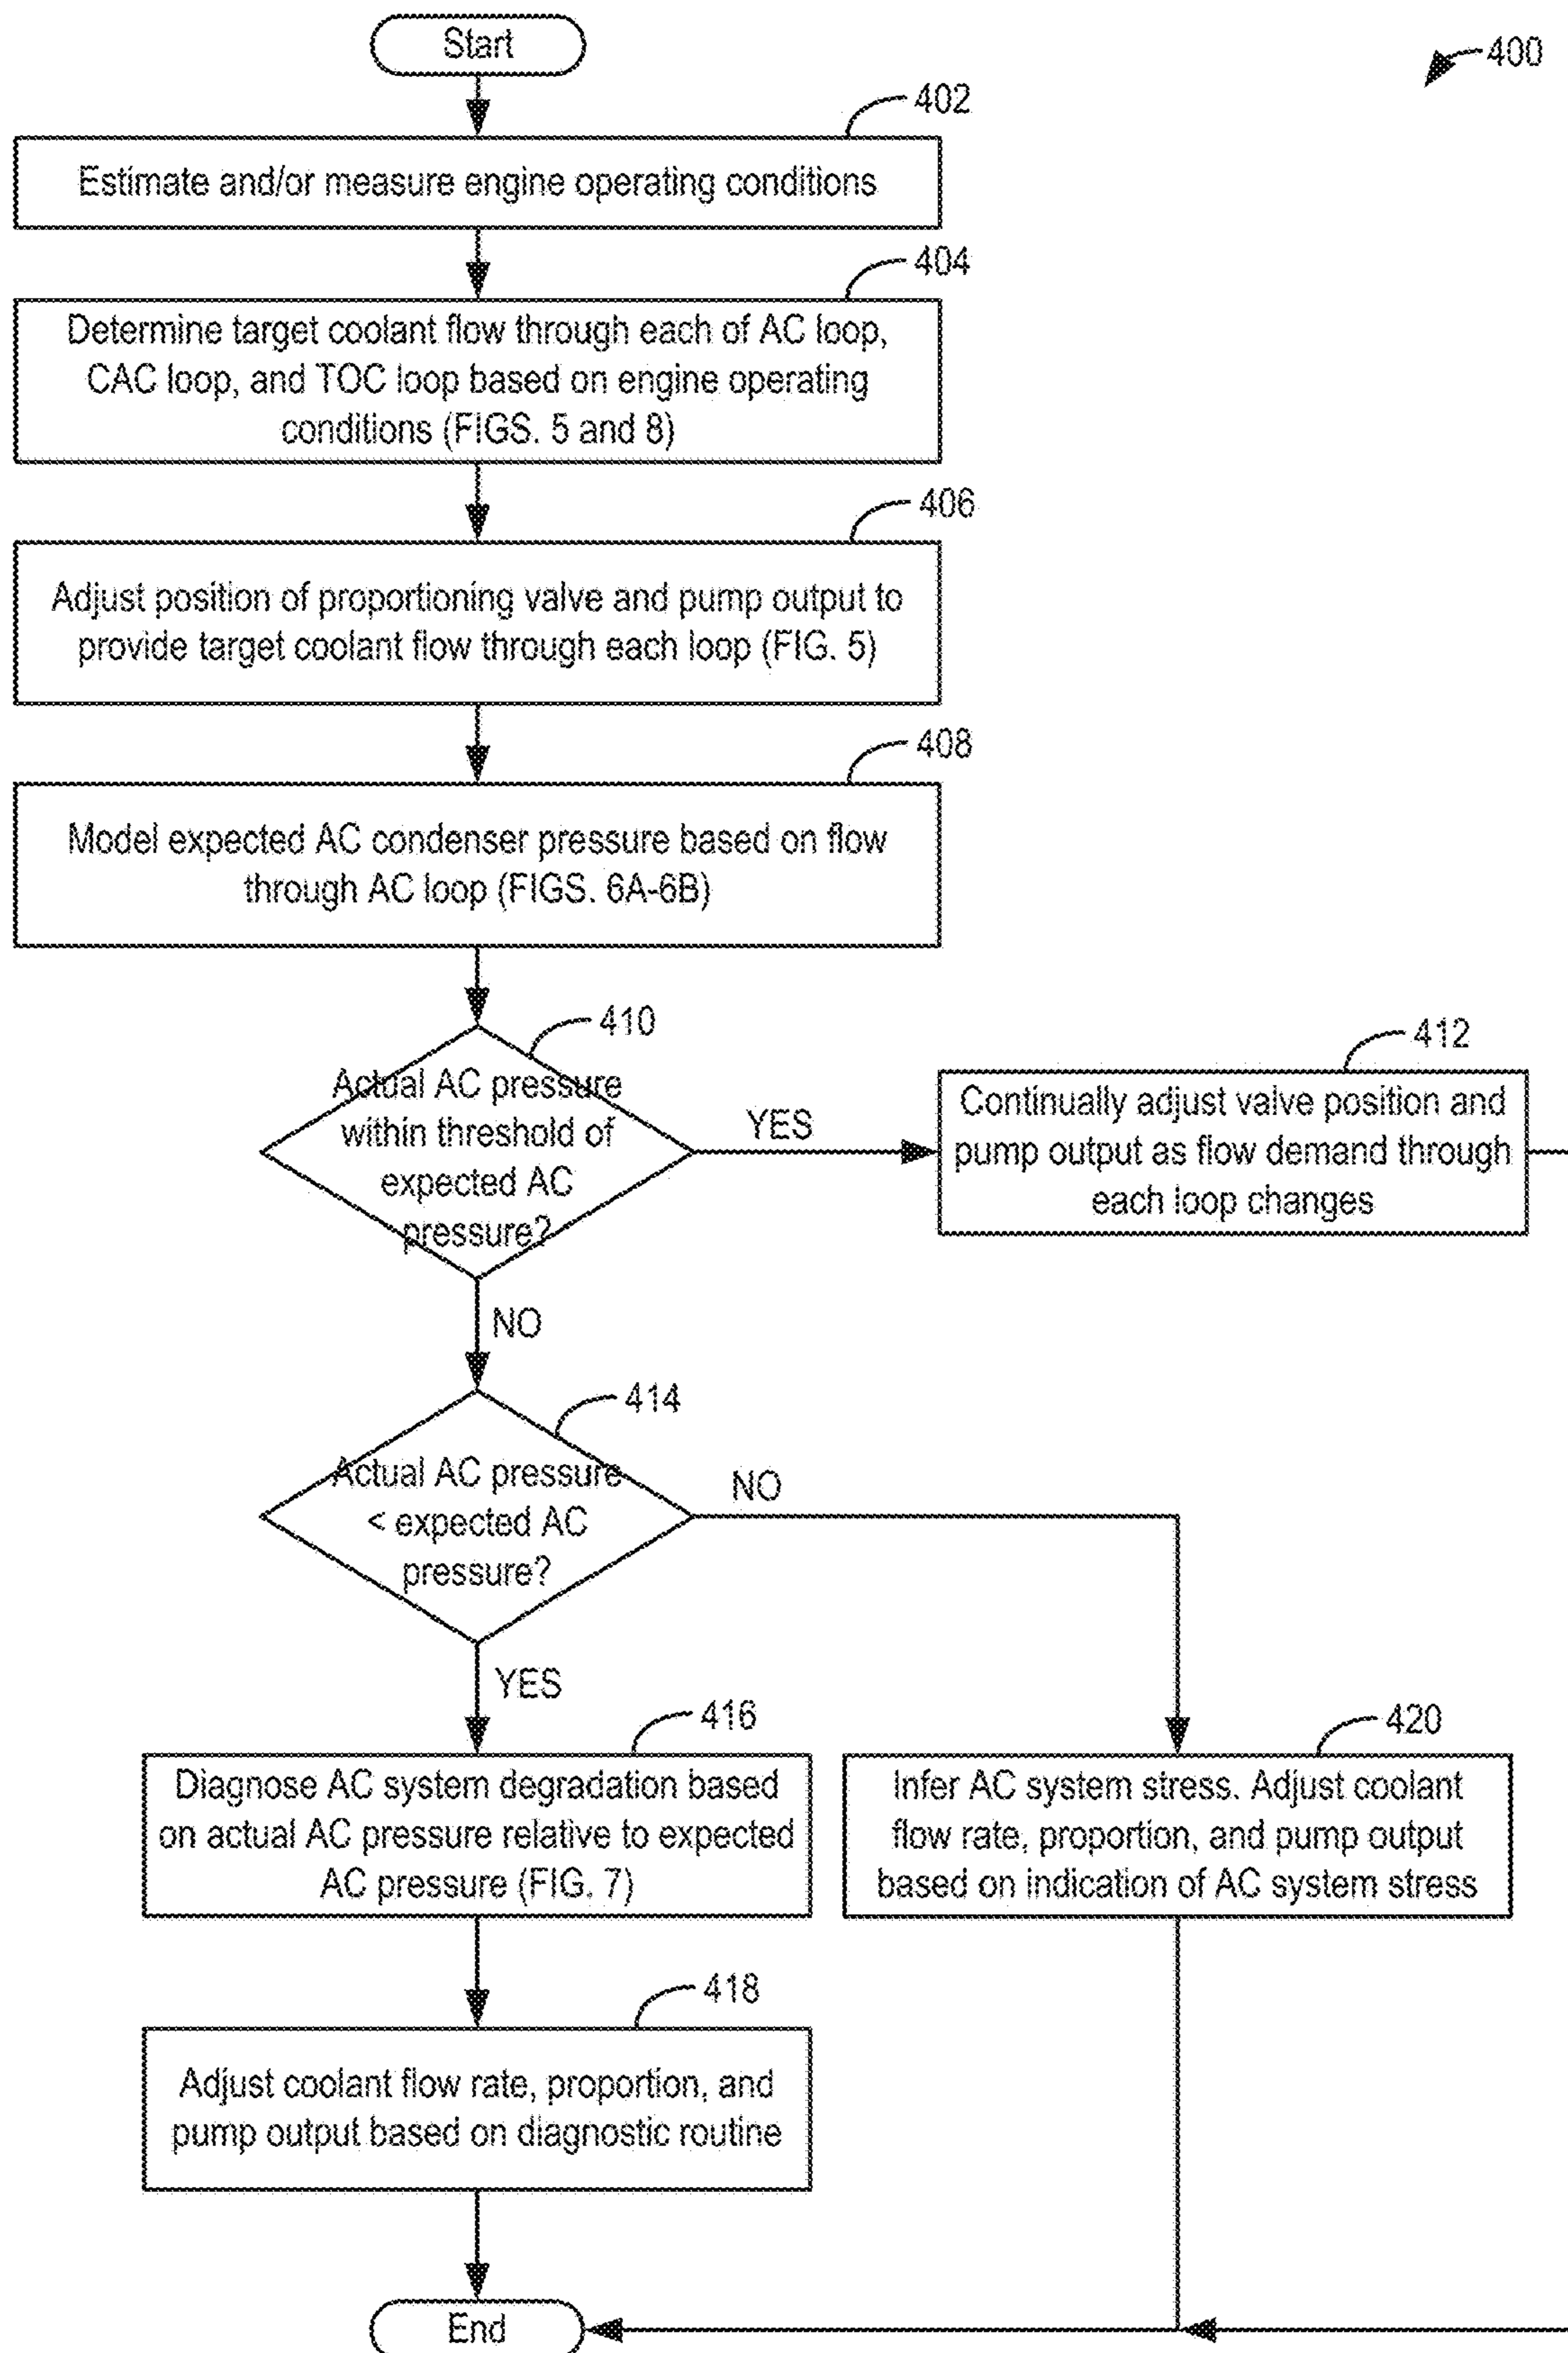 Start
400
402
Estimate and/or measure engine operating conditions
404
Determine target coolant flow through each of AC loop,
CAC loop, and TOC loop based on engine operating
conditions (FIGS. 5 and 8)
406
Adjust position of proportioning valve and pump output to
provide target coolant flow through each loop (FIG. 5)
408
Model expected AC condenser pressure based on flow
through AC loop (FIGS. 6A-6B)
410
Actual AC pressure
within threshold of
expected AC
pressure?
YES
412
Continually adjust valve position and
pump output as flow demand through
each loop changes
NO
414
Actual AC pressure
< expected AC
pressure?
NO
YES
416
Diagnose AC system degradation based
on actual AC pressure relative to expected
AC pressure (FIG. 7)
420
Infer AC system stress. Adjust coolant
flow rate, proportion, and pump output
based on indication of AC system stress
418
Adjust coolant flow rate, proportion, and
pump output based on diagnostic routine
End